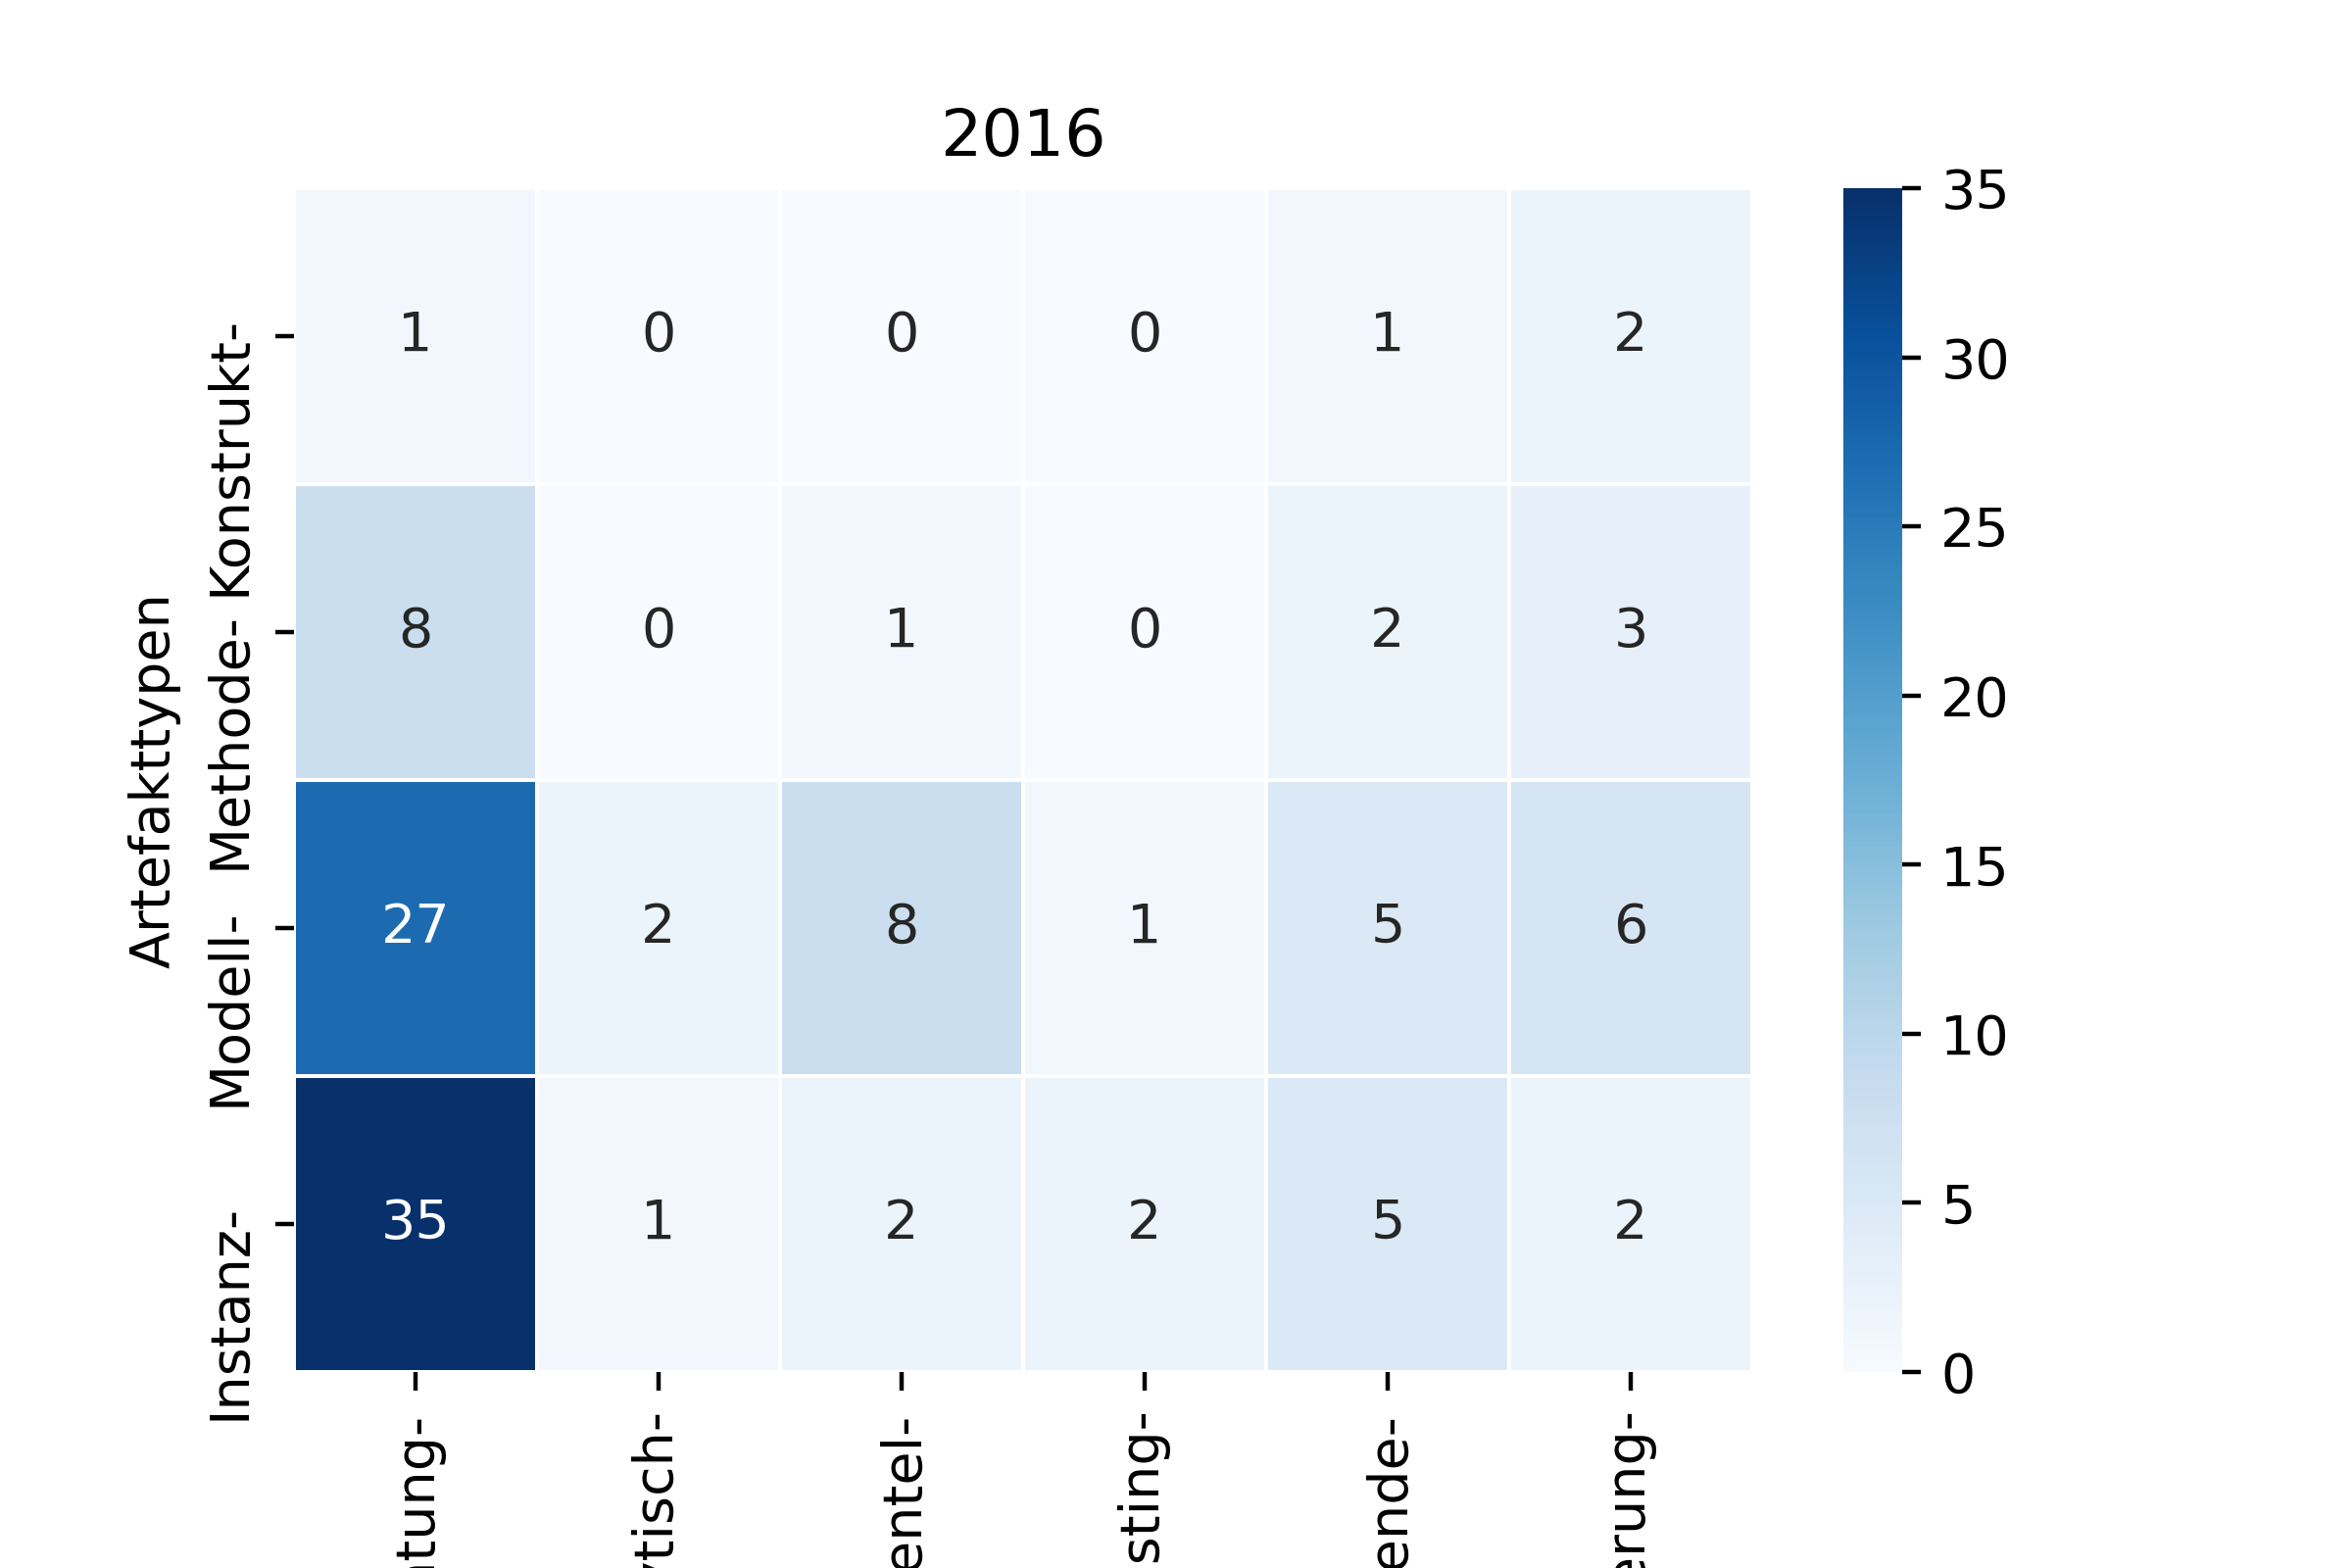 2016
Artefakttypen
Konstrukt-
Methode-
Modell-
Instanz-
1 0 0 0 1 2
8 0 1 0 2 3
27 2 8 1 5 6
35 1 2 2 5 2
35
30
25
20
15
10
5
0